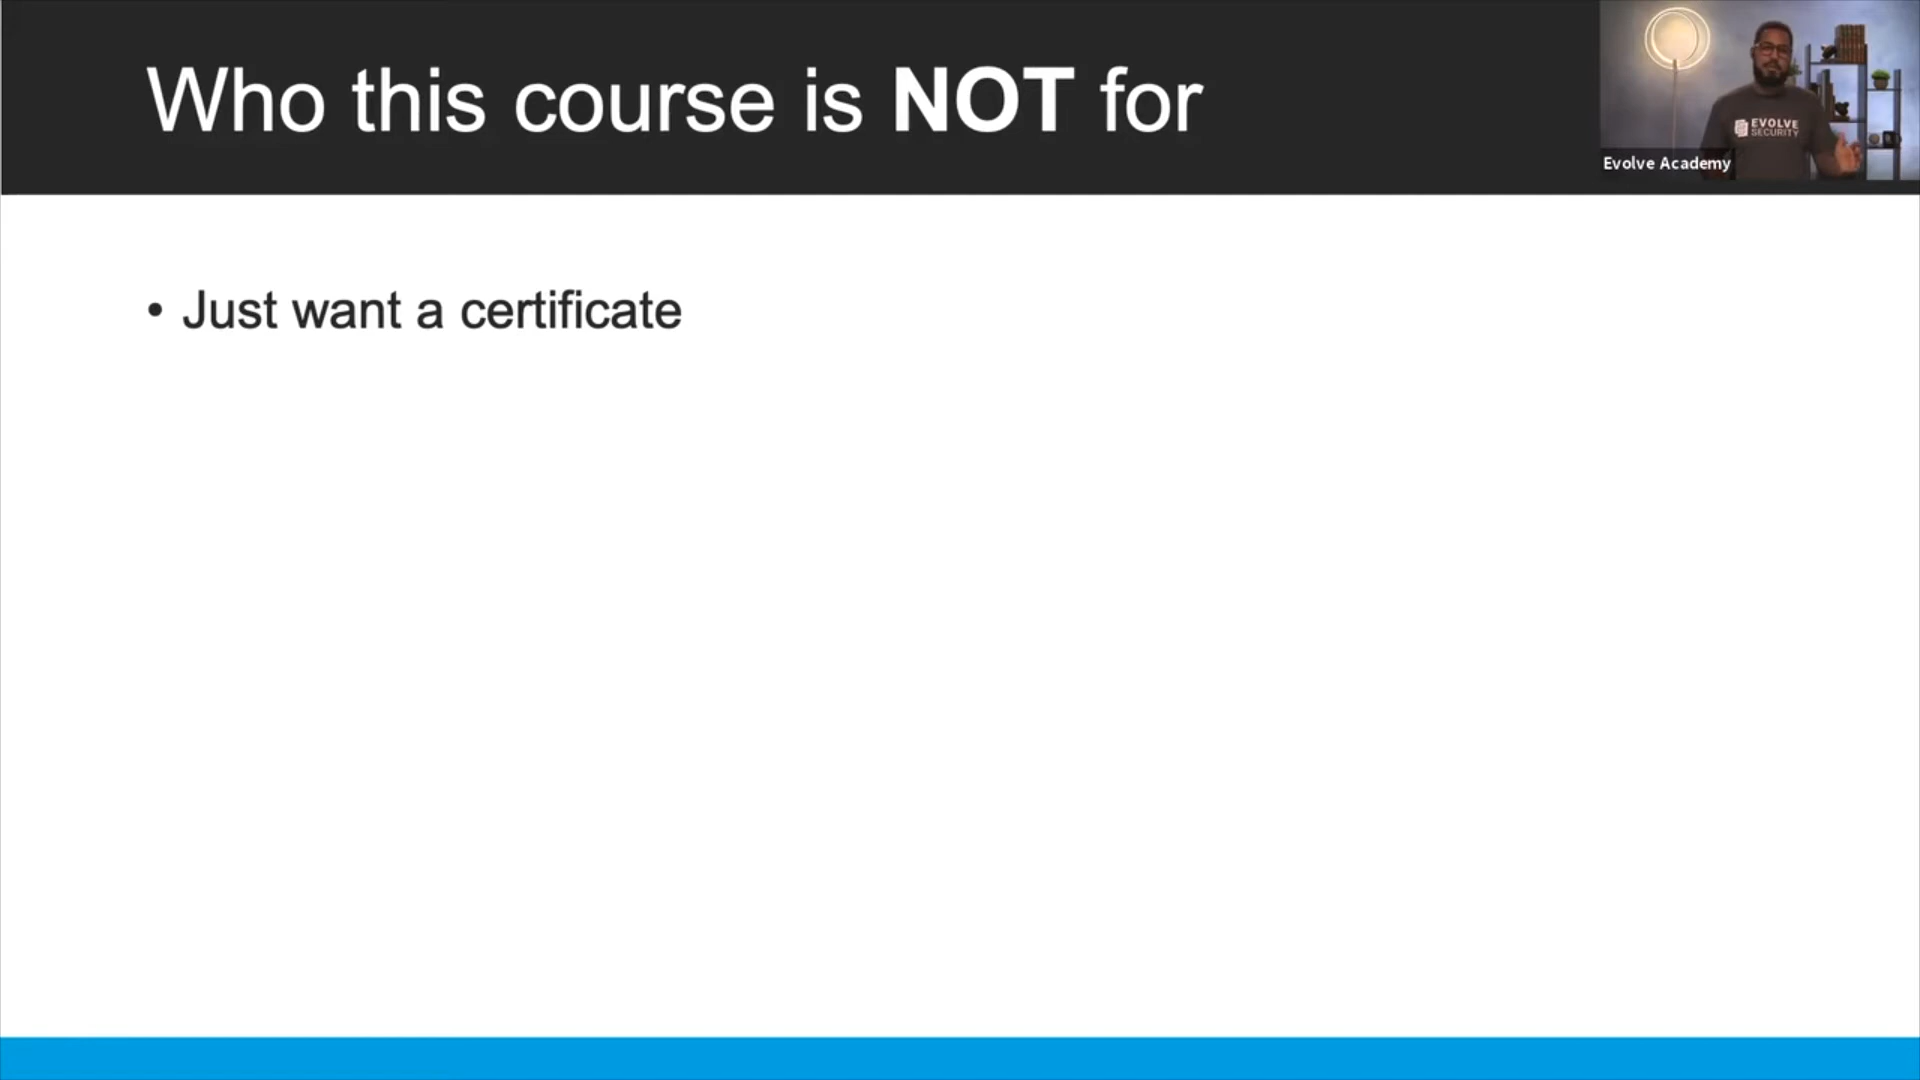 Who this course is NOT for
EVOLVE
SECURITY
Evolve Academy
• Just want a certificate